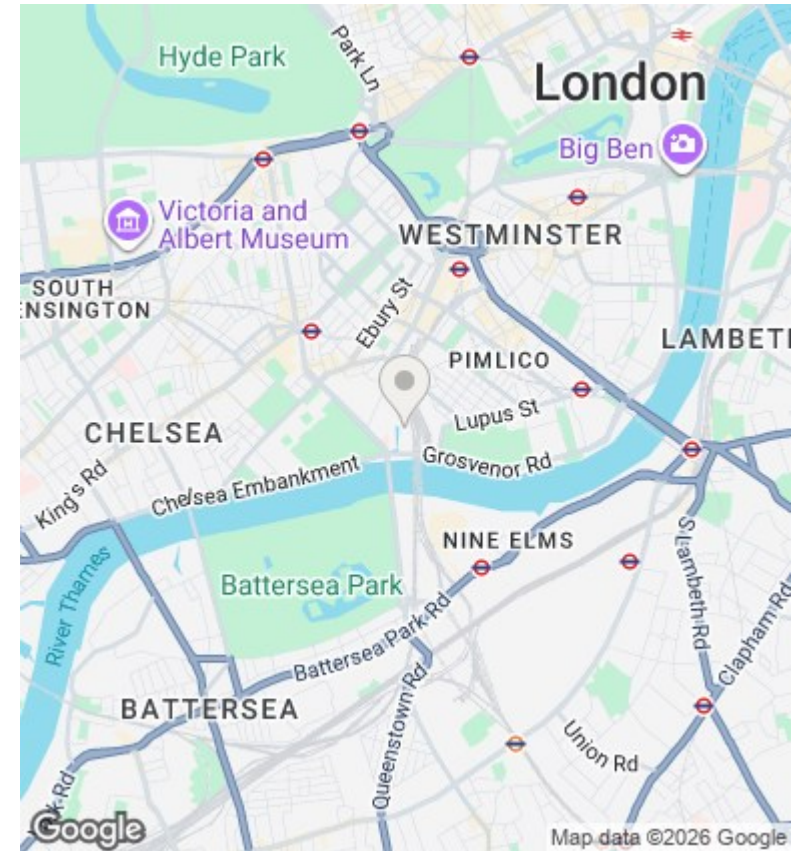 Hyde Park
Park Ln
London
Big Ben
Victoria and
Albert Museum
WESTMINSTER
SOUTH
ENSINGTON
Ebury St
PIMLICO
LAMBET
Lupus St
CHELSEA
Grosvenor Rd
Chelsea Embankment
King's Rd
NINE ELMS
S Lambeth Rd
Battersea Park
River Thames
Clapham Rd
Battersea Park Rd
BATTERSEA
Queenstown Rd
Union Rd
Rd
Google
Map data ©2026 Google